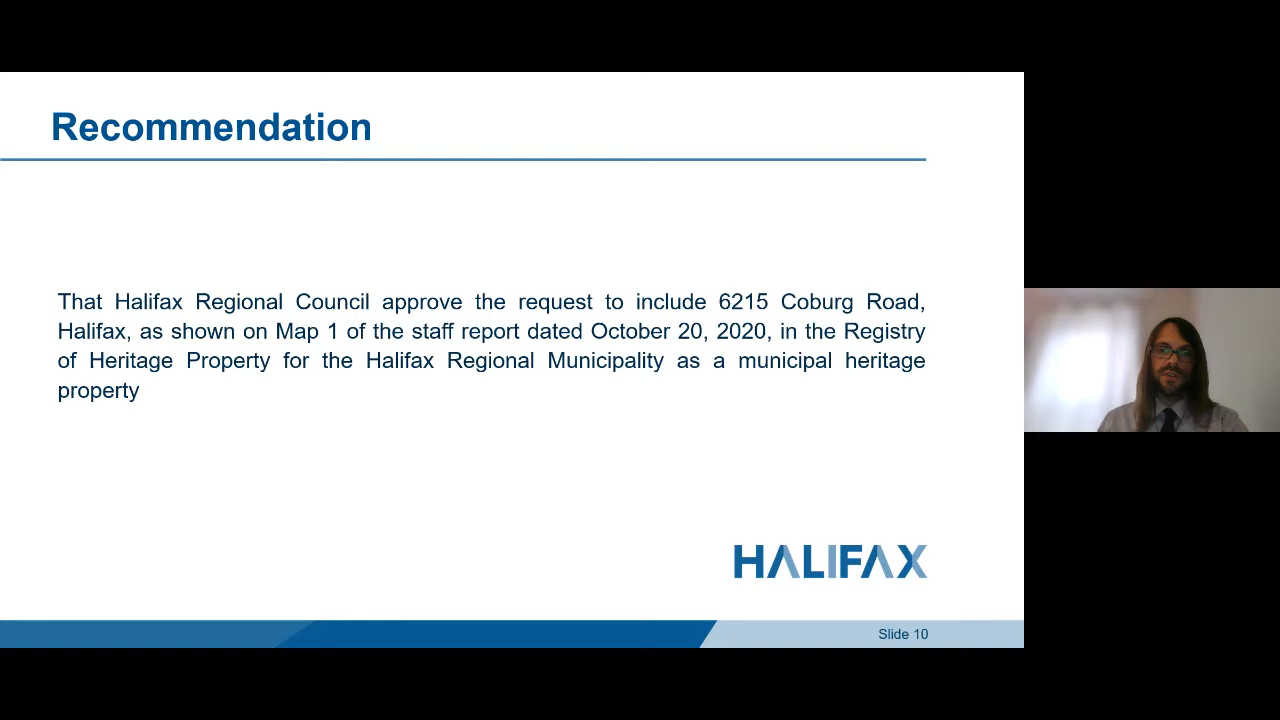 Recommendation
That Halifax Regional Council approve the request to include 6215 Coburg Road,
Halifax, as shown on Map 1 of the staff report dated October 20, 2020, in the Registry
of Heritage Property for the Halifax Regional Municipality as a municipal heritage
property
HALIFAX
Slide 10